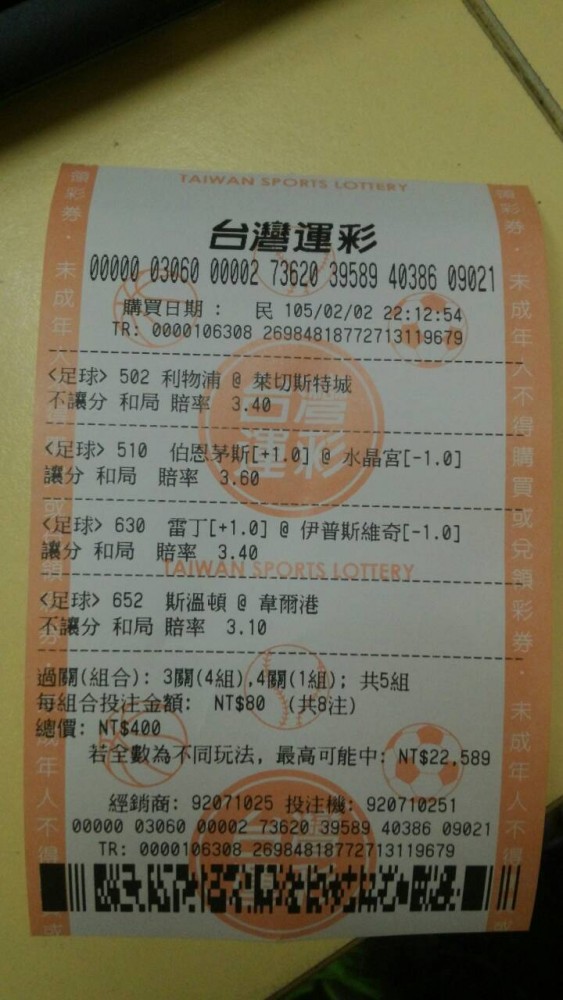 TAIWAN SPORTS LOTTERY
台灣運彩
00000 03060 00002 73620 39589 40386 09021
購買日期： 民 105/02/02 22:12:54
TR: 0000106308 26984818772713119679
<足球> 502 利物浦 @ 萊切斯特城
不讓分 和局 賠率 3.40
<足球> 510 伯恩茅斯[+1.0] @ 水晶宮[-1.0]
讓分 和局 賠率 3.60
<足球> 630 雷丁[+1.0] @ 伊普斯維奇[-1.0]
讓分 和局 賠率 3.40
TAIWAN SPORTS LOTTERY
<足球> 652 斯溫頓 @ 韋爾港
不讓分 和局 賠率 3.10
過關(組合): 3關(4組),4關(1組); 共5組
每組合投注金額: NT$80 (共8注)
總價: NT$400
若全數為不同玩法, 最高可能中: NT$22,589
經銷商: 92071025 投注機: 920710251
00000 03060 00002 73620 39589 40386 09021
TR: 0000106308 26984818772713119679
領彩券．未成年人不得購買或兌領彩券．未成年人不得